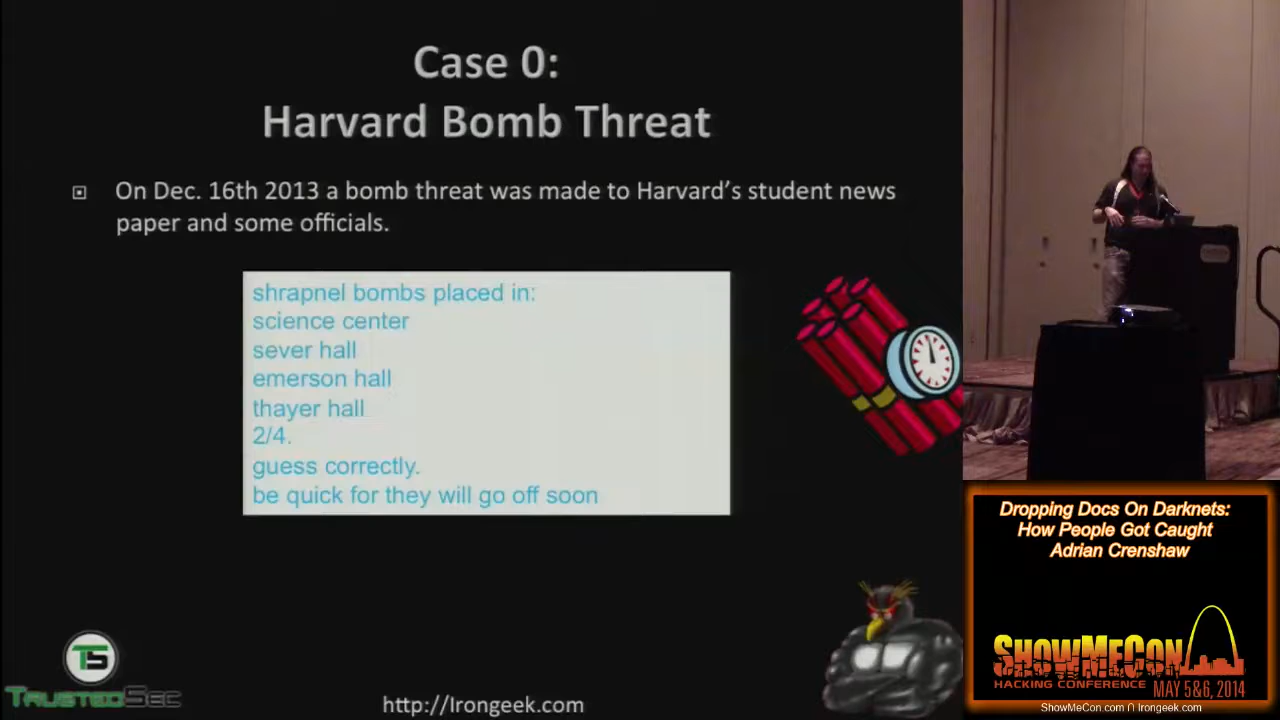 Case 0:
Harvard Bomb Threat
On Dec. 16th 2013 a bomb threat was made to Harvard's student news
paper and some officials.
shrapnel bombs placed in:
science center
sever hall
emerson hall
thayer hall
2/4.
guess correctly.
be quick for they will go off soon
TS
TRUSTEDSEC
http://Irongeek.com
Dropping Docs On Darknets:
How People Got Caught
Adrian Crenshaw
SHOWMECON
HACKING CONFERENCE
MAY 5&6, 2014
ShowMeCon.com ∩ Irongeek.com